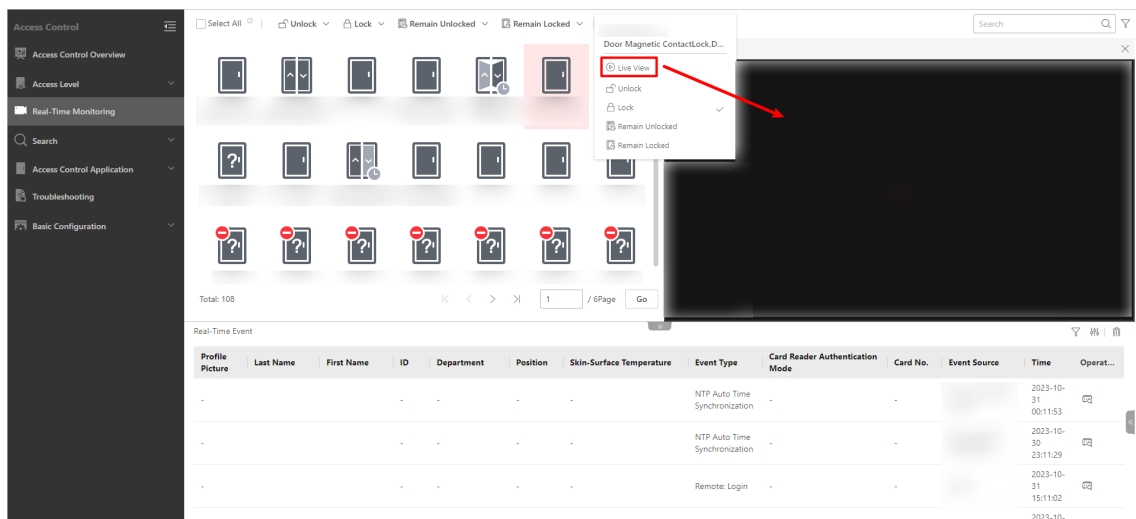 Access Control
Access Control Overview
Access Level
Real-Time Monitoring
Search
Access Control Application
Troubleshooting
Basic Configuration
Select All
Unlock
Lock
Remain Unlocked
Remain Locked
Search
Door Magnetic ContactLock.D...
Live View
Unlock
Lock
Remain Unlocked
Remain Locked
Total: 108
1
/ 6Page
Go
Real-Time Event
Profile Picture Last Name First Name ID Department Position Skin-Surface Temperature Event Type Card Reader Authentication Mode Card No. Event Source Time Operat...
- - - - - - NTP Auto Time Synchronization - - 2023-10-31 00:11:53
- - - - - - NTP Auto Time Synchronization - - 2023-10-30 23:11:29
- - - - - - Remote: Login - - 2023-10-31 15:11:02
2023-10-